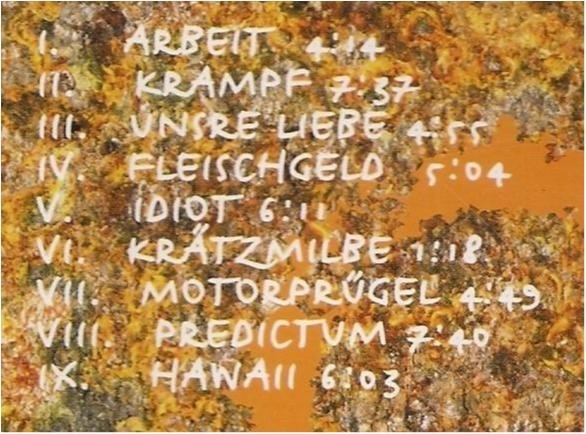 I. ARBEIT 4:14
II. KRAMPF 7:37
III. UNSRE LIEBE 4:55
IV. FLEISCHGELD 5:04
V. IDIOT 6:11
VI. KRÄTZMILBE 1:18
VII. MOTORPRÜGEL 4:49
VIII. PREDICTUM 7:40
IX. HAWAII 6:03